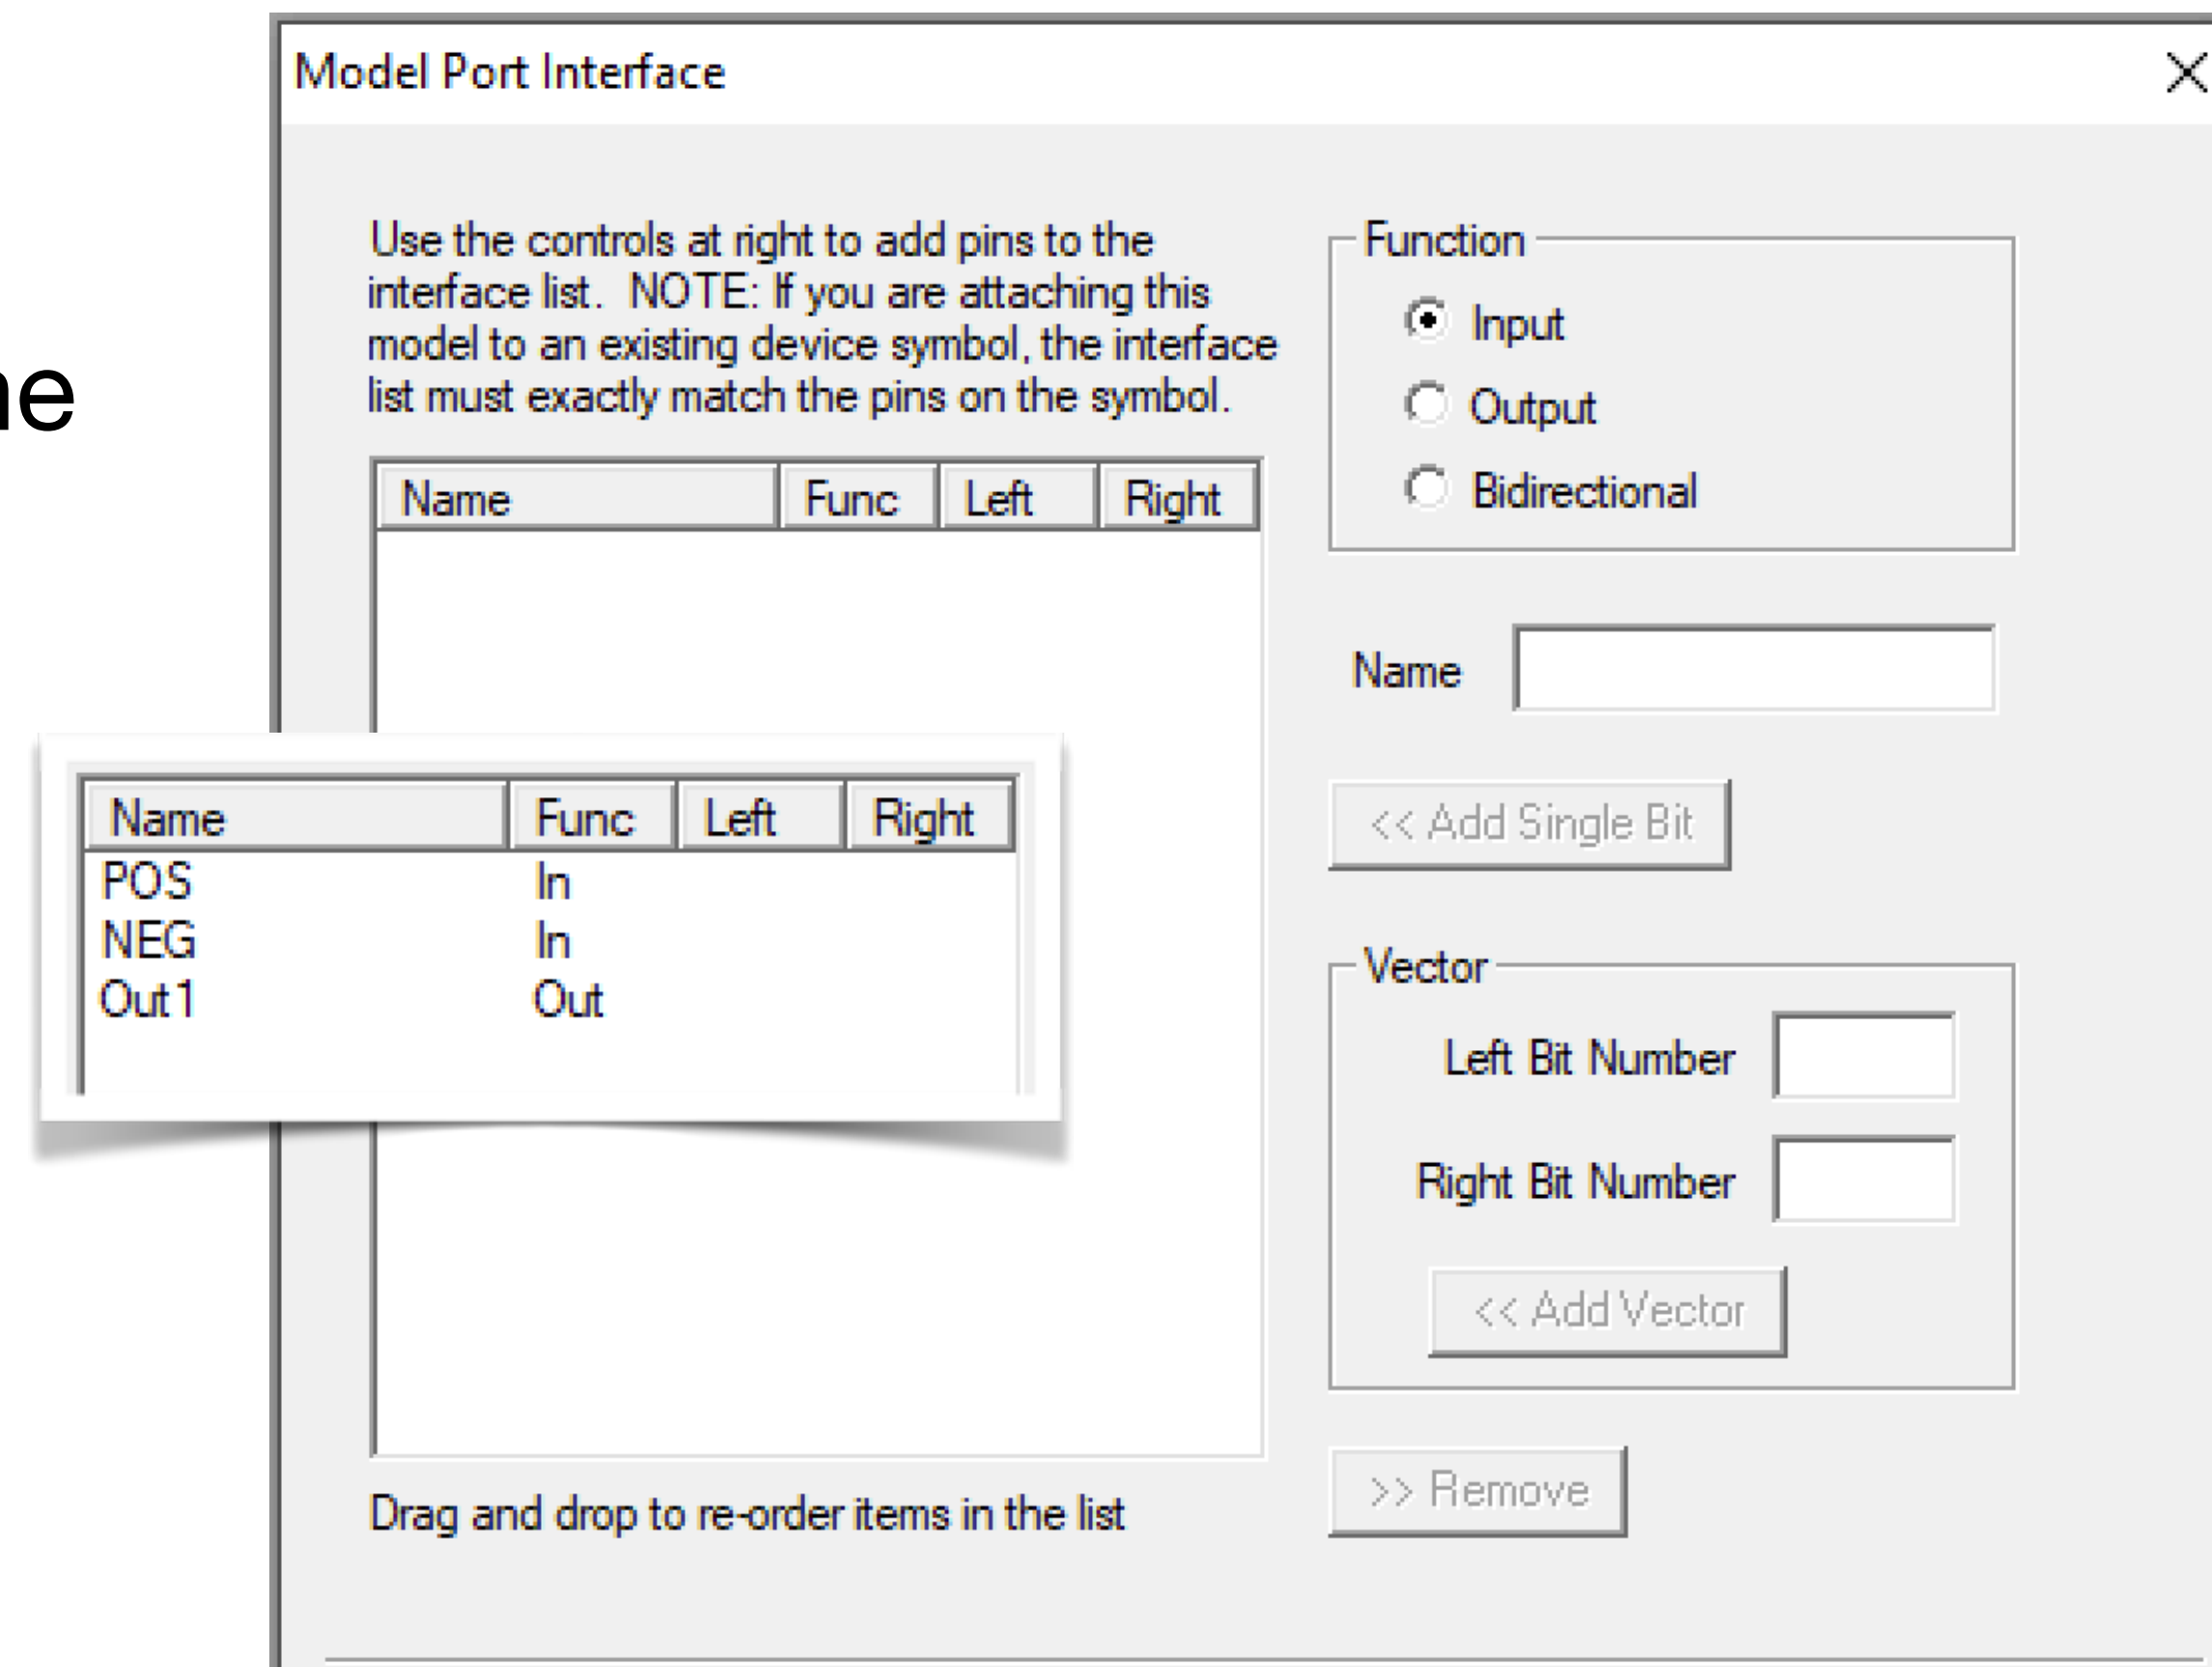 Model Port Interface
Use the controls at right to add pins to the
interface list.  NOTE: If you are attaching this
model to an existing device symbol, the interface
list must exactly match the pins on the symbol.
Name Func Left Right
Name Func Left Right
POS In
NEG In
Out1 Out
Drag and drop to re-order items in the list
Function
Input
Output
Bidirectional
Name
<< Add Single Bit
Vector
Left Bit Number
Right Bit Number
<< Add Vector
>> Remove